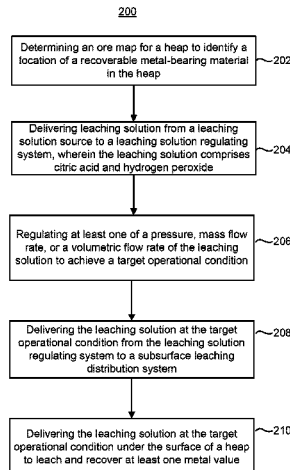 200
Determining an ore map for a heap to identify a
location of a recoverable metal-bearing material
in the heap
202
Delivering leaching solution from a leaching
solution source to a leaching solution regulating
system, wherein the leaching solution comprises
citric acid and hydrogen peroxide
204
Regulating at least one of a pressure, mass flow
rate, or a volumetric flow rate of the leaching
solution to achieve a target operational condition
206
Delivering the leaching solution at the target
operational condition from the leaching solution
regulating system to a subsurface leaching
distribution system
208
Delivering the leaching solution at the target
operational condition under the surface of a heap
to leach and recover at least one metal value
210